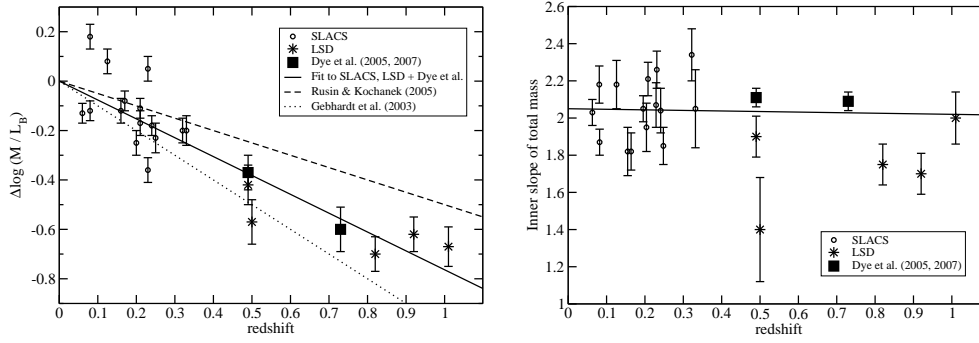 0.2
0
-0.2
-0.4
-0.6
-0.8
Δlog (M / L_B)
0 0.1 0.2 0.3 0.4 0.5 0.6 0.7 0.8 0.9 1
redshift
SLACS
LSD
Dye et al. (2005, 2007)
Fit to SLACS, LSD + Dye et al.
Rusin & Kochanek (2005)
Gebhardt et al. (2003)
2.6
2.4
2.2
2
1.8
1.6
1.4
1.2
1
Inner slope of total mass
0 0.1 0.2 0.3 0.4 0.5 0.6 0.7 0.8 0.9 1
redshift
SLACS
LSD
Dye et al. (2005, 2007)